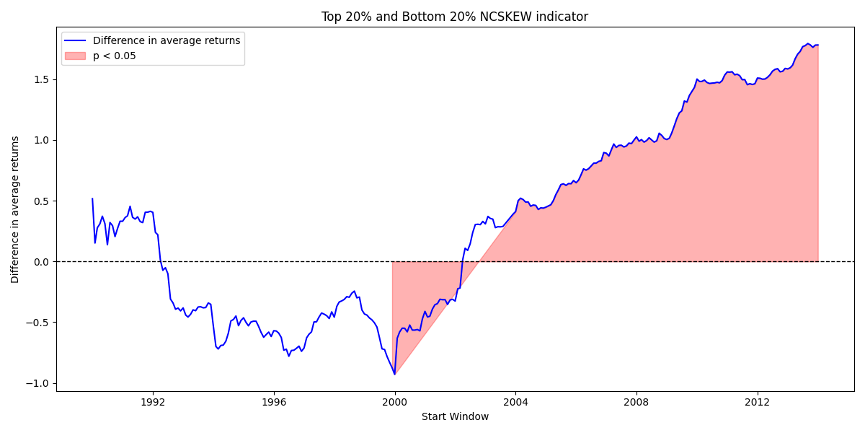 Top 20% and Bottom 20% NCSKEW indicator
Difference in average returns
p < 0.05
Difference in average returns
1.5
1.0
0.5
0.0
−0.5
−1.0
1992
1996
2000
2004
2008
2012
Start Window